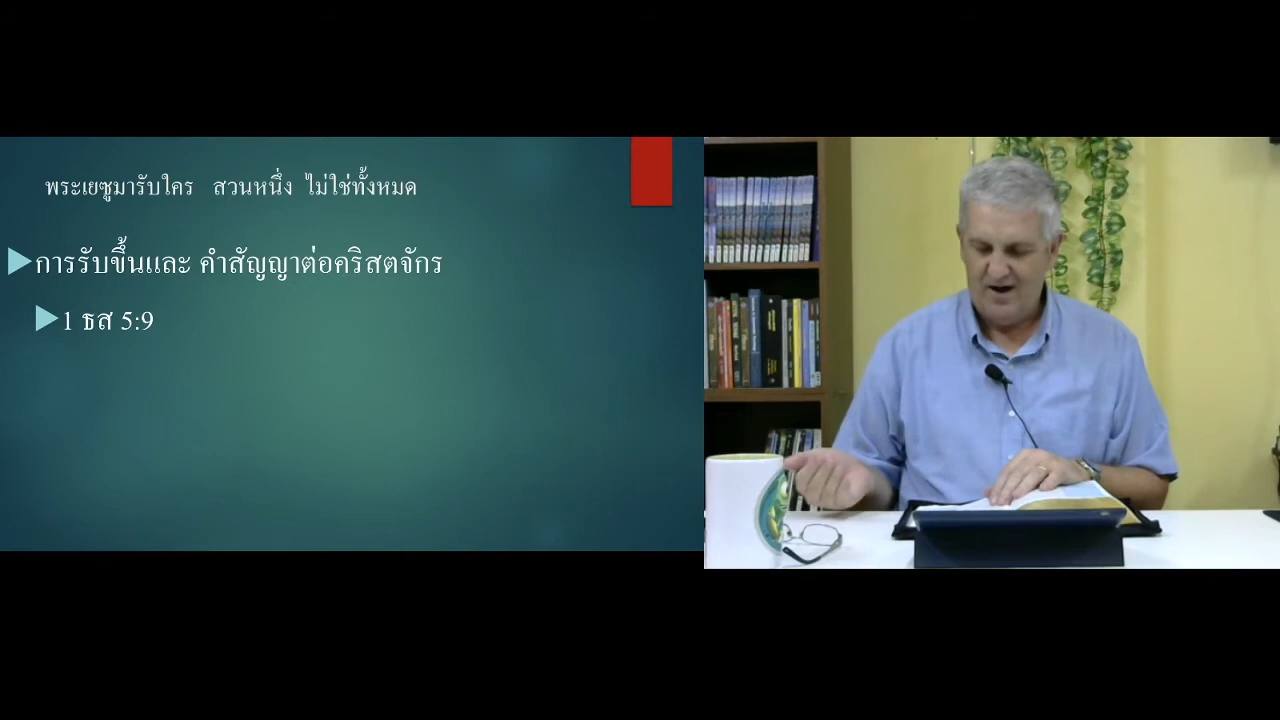 พระเยซูมารับใคร สวนหนึ่ง ไม่ใช่ทั้งหมด
การรับขึ้นและ คำสัญญาต่อคริสตจักร
1 ธส 5:9